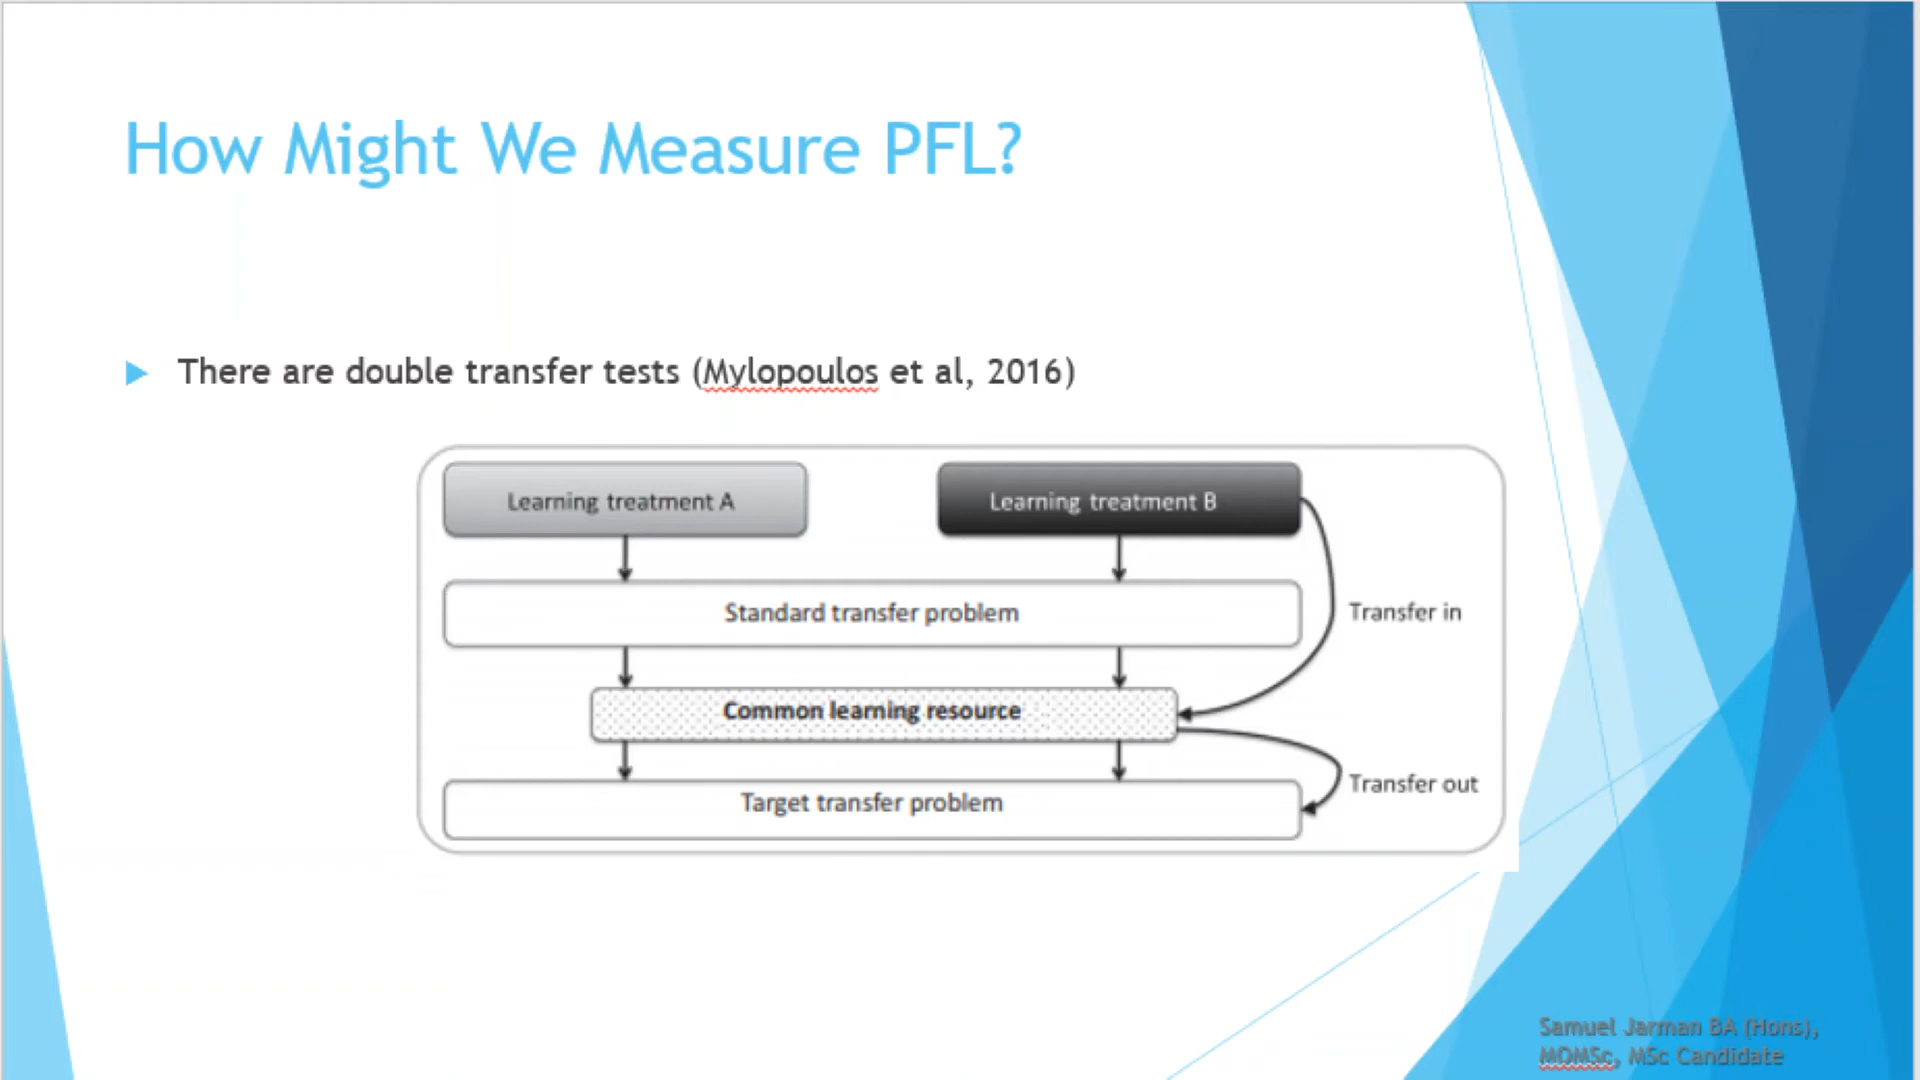 How Might We Measure PFL?
There are double transfer tests (Mylopoulos et al, 2016)
Learning treatment A
Learning treatment B
Standard transfer problem
Transfer in
Common learning resource
Transfer out
Target transfer problem
Samuel Jarman BA (Hons),
MOMSc, MSc Candidate